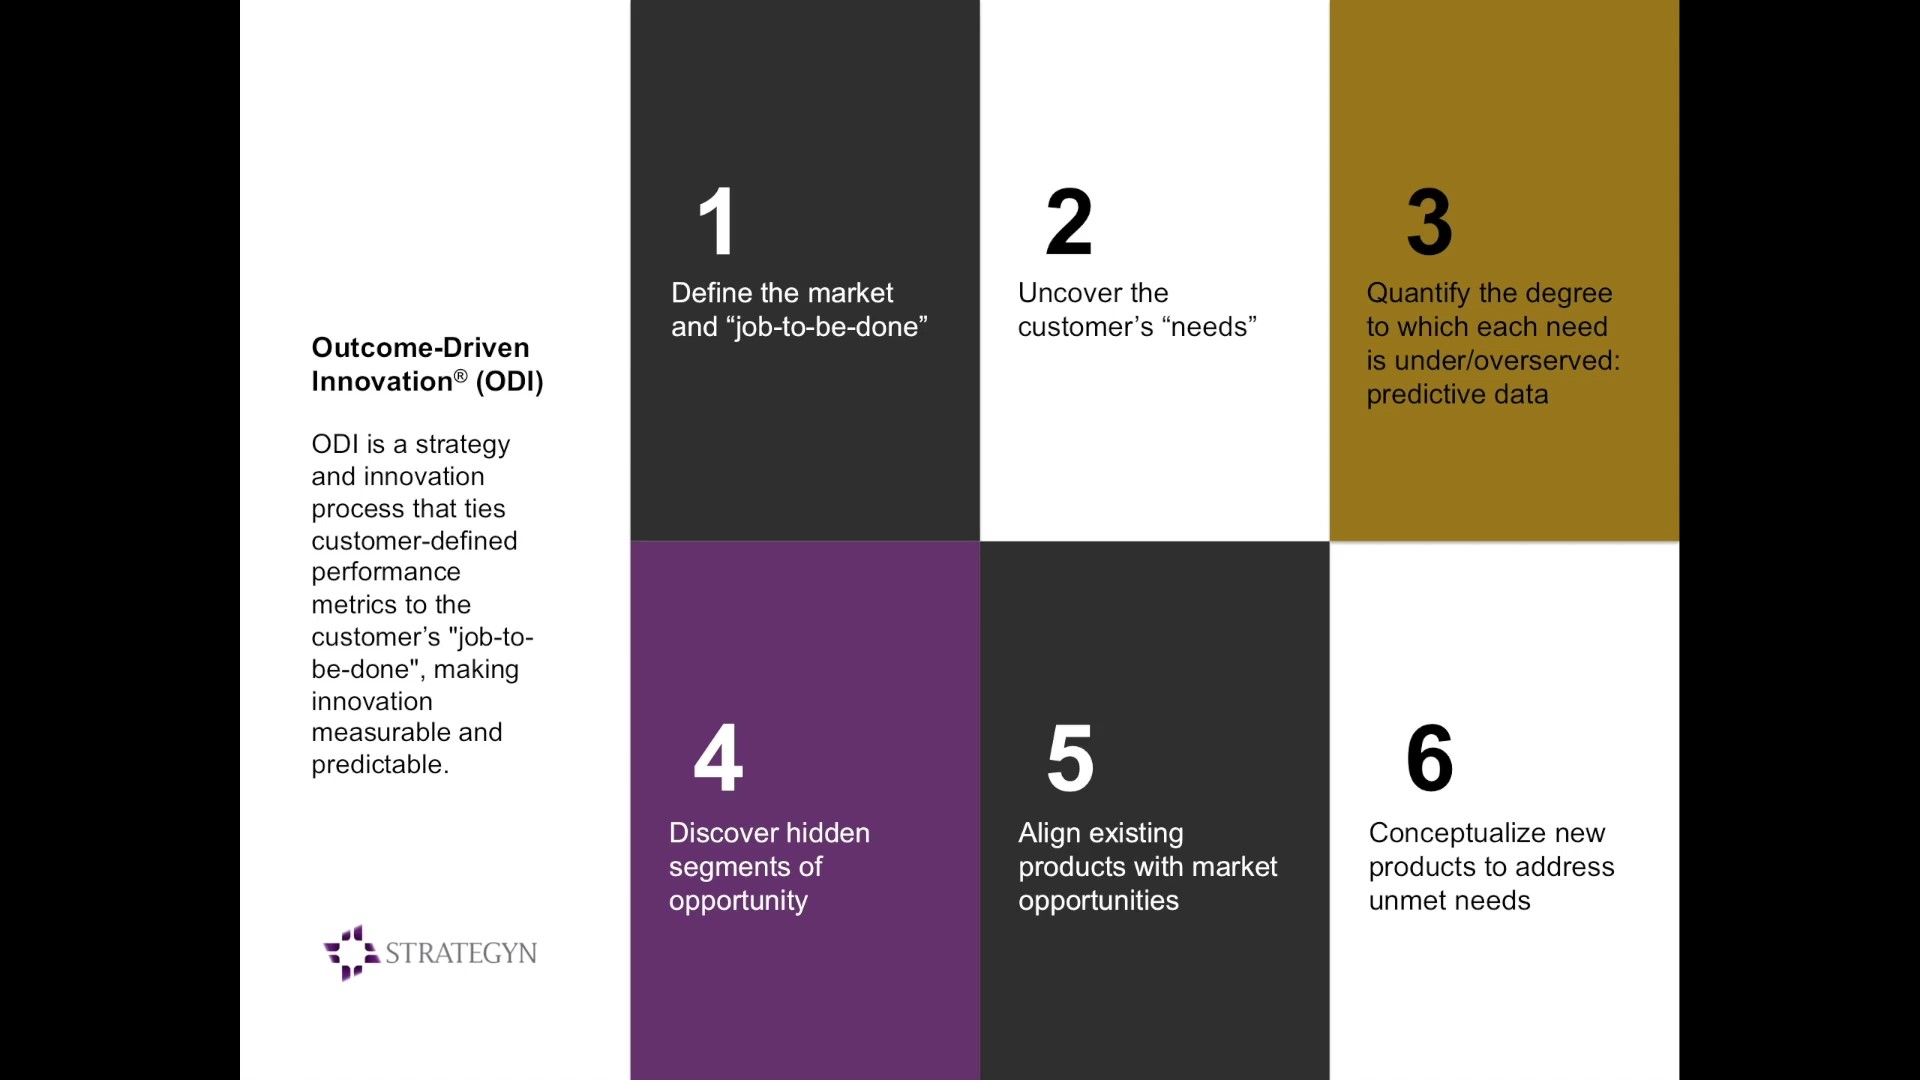 Outcome-Driven
Innovation® (ODI)
ODI is a strategy
and innovation
process that ties
customer-defined
performance
metrics to the
customer’s "job-to-
be-done", making
innovation
measurable and
predictable.
STRATEGYN
1
Define the market
and “job-to-be-done”
2
Uncover the
customer’s “needs”
3
Quantify the degree
to which each need
is under/overserved:
predictive data
4
Discover hidden
segments of
opportunity
5
Align existing
products with market
opportunities
6
Conceptualize new
products to address
unmet needs